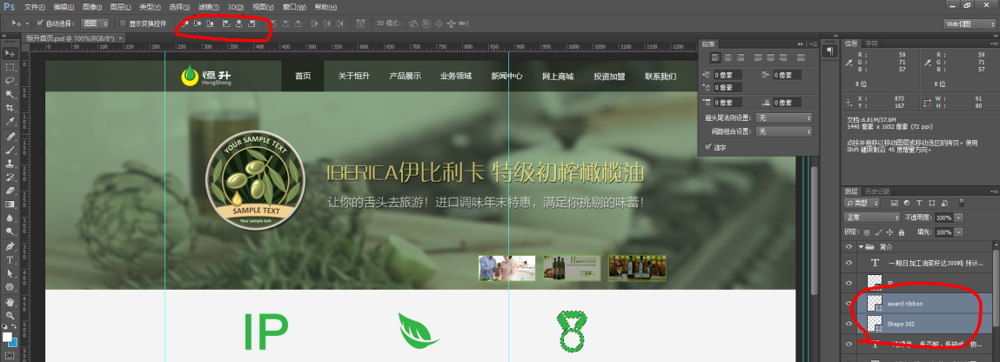 Ps 文件(F) 编辑(E) 图像(I) 图层(L) 类型(Y) 选择(S) 滤镜(T) 3D(D) 视图(V) 窗口(W) 帮助(H)
自动选择： 图层 显示变换控件 3D 模式： Web切图
恒升首页.psd @ 100%(RGB/8*) ×
恒升
HengSheng
首页 关于恒升 产品展示 业务领域 新闻中心 网上商城 投资加盟 联系我们
YOUR SAMPLE TEXT
SAMPLE TEXT
Your sample text
IBERICA伊比利卡 特级初榨橄榄油
让你的舌头去旅游！进口调味年末特惠，满足你挑剔的味蕾！
IP
段落
0 像素 0 像素
0 像素
0 像素 0 像素
避头尾法则设置： 无
间距组合设置： 无
连字
信息 字符
R : 59 R : 59
G : 71 G : 71
B : 57 B : 57
8 位 8 位
X : 873 W : 61
Y : 167 H : 80
文档:6.81M/37.6M
1440 像素 x 1652 像素 (72 ppi)
点按并拖移以移动图层或移动选区的拷贝。使用
Shift 键限制沿 45 度增量方向。
图层 历史记录
类型
正常 不透明度： 100%
锁定： 填充： 100%
简介
T 一期日加工油菜籽达300吨 预计...
award ribbon
Shape 302